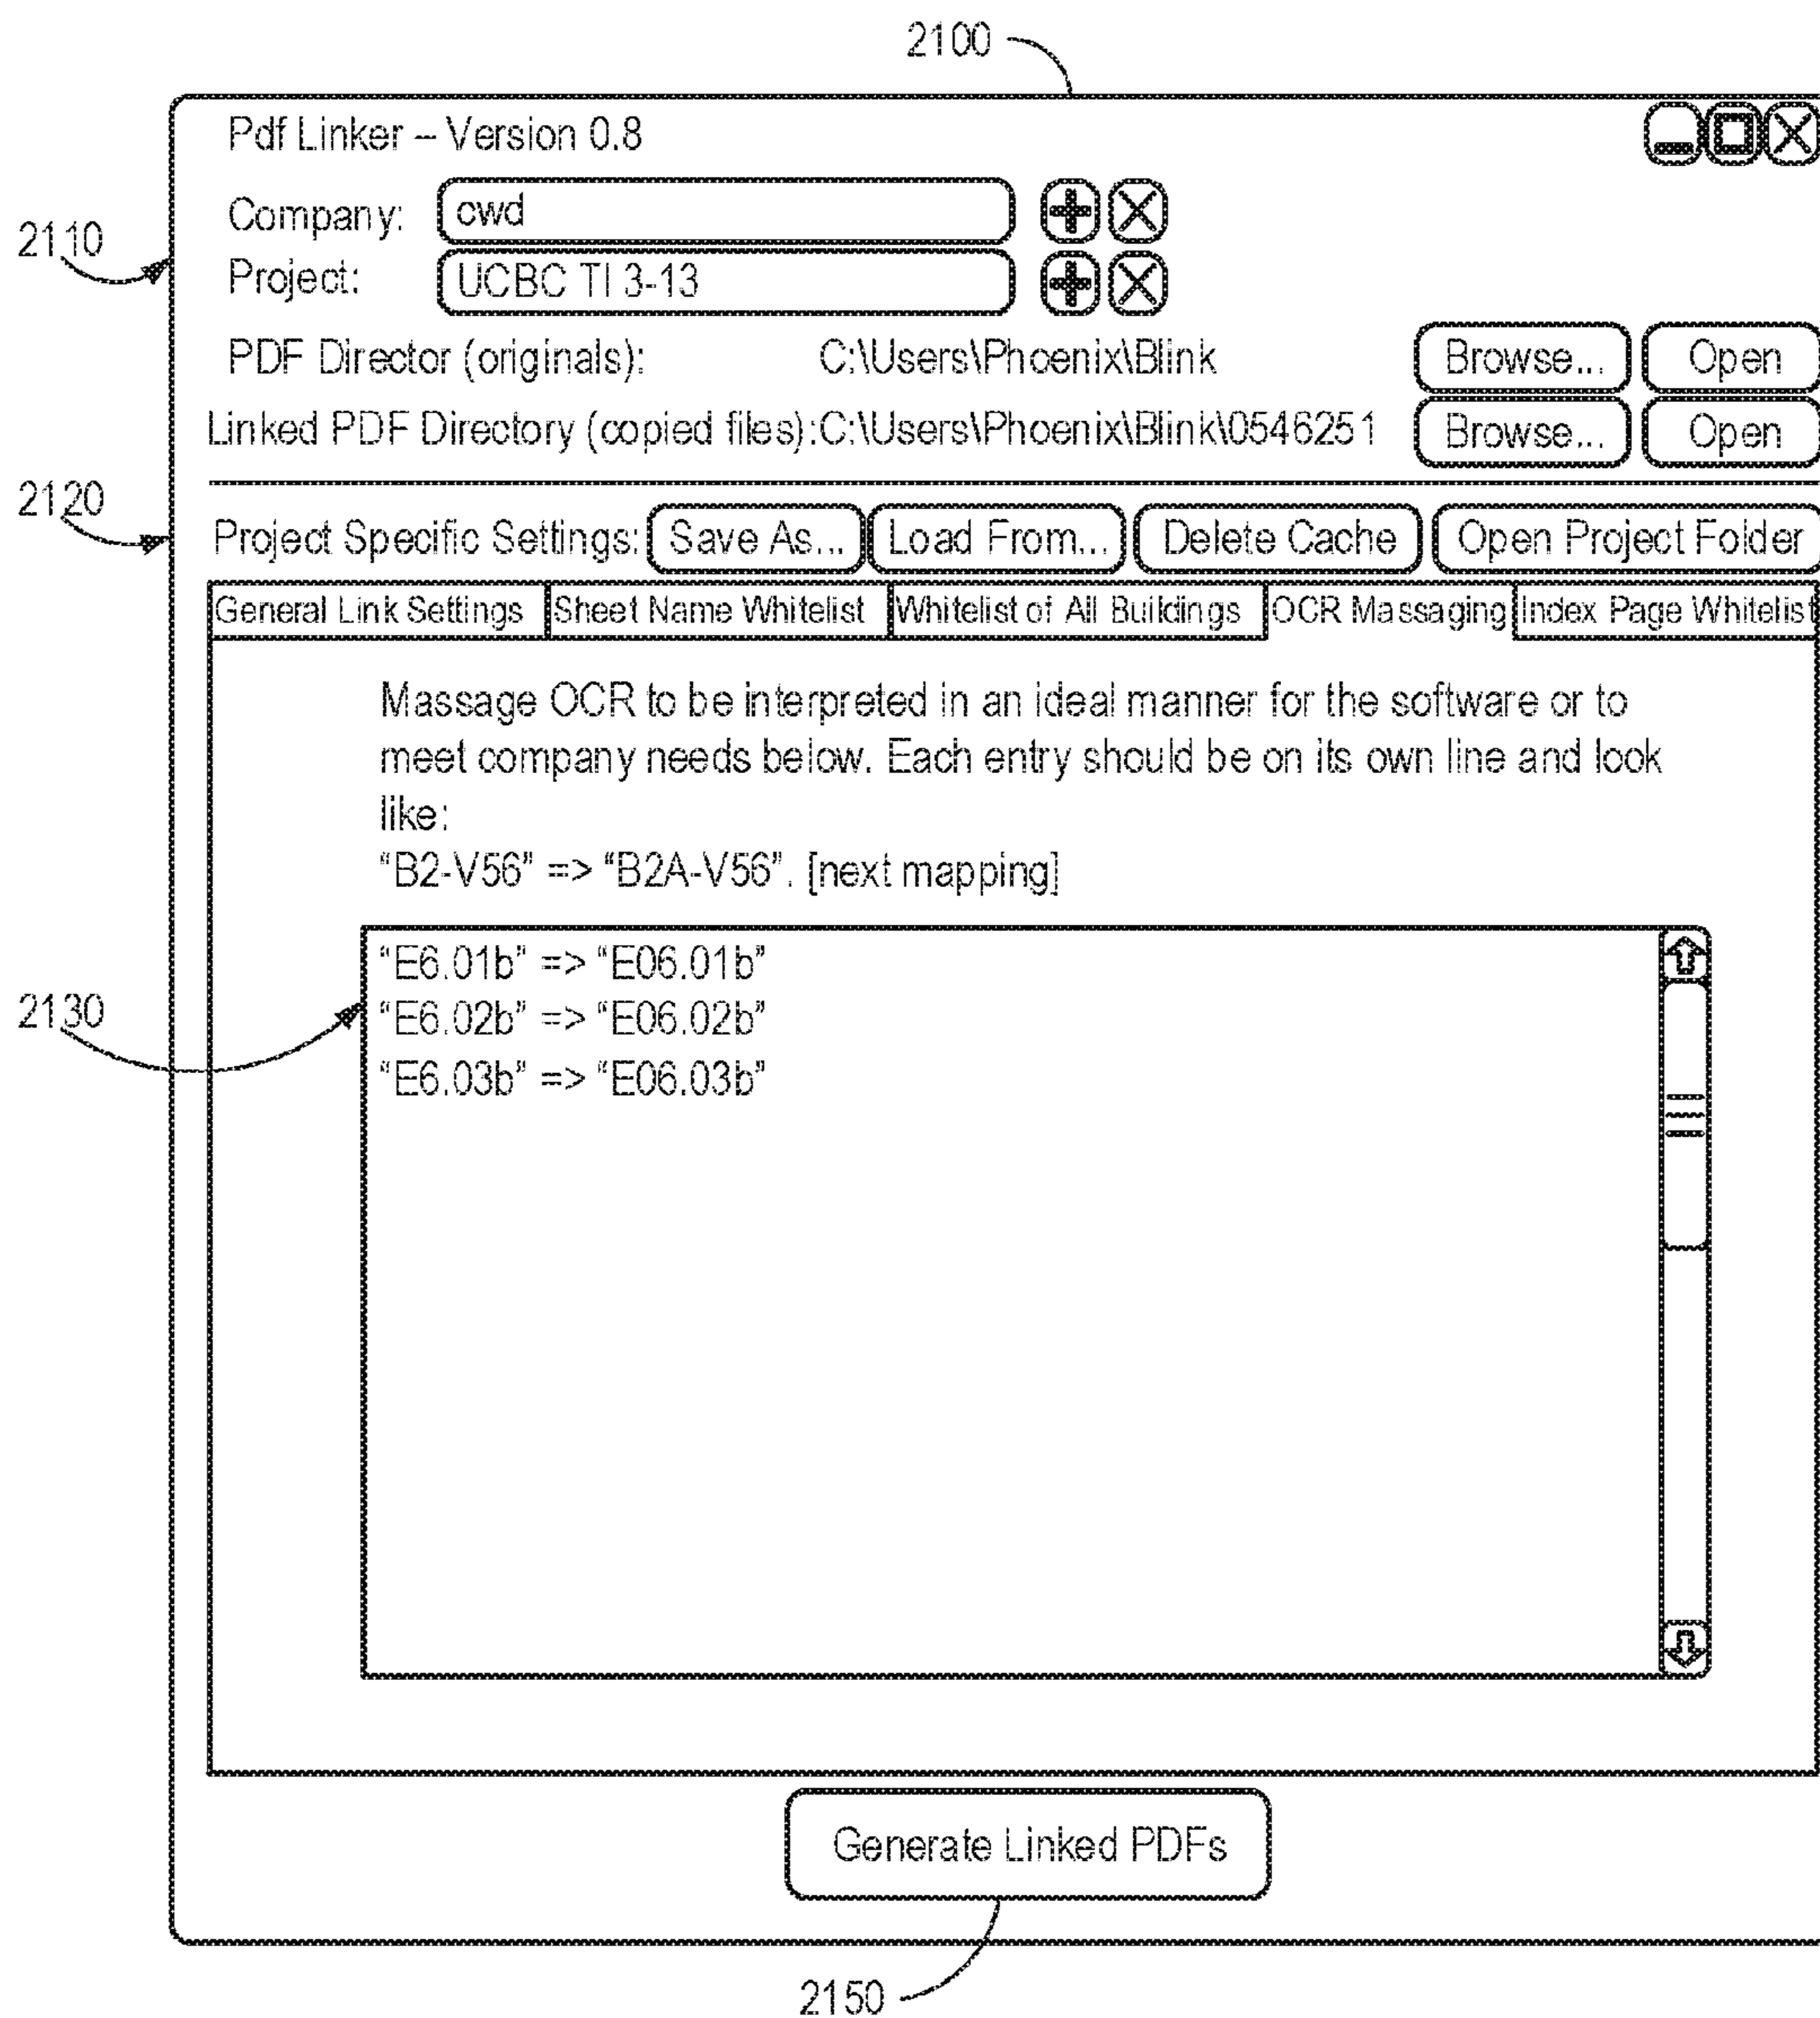 2100
Pdf Linker – Version 0.8
2110
Company: cwd
Project: UCBC TI 3-13
PDF Director (originals): C:\Users\Phoenix\Blink Browse... Open
Linked PDF Directory (copied files):C:\Users\Phoenix\Blink\0546251 Browse... Open
2120
Project Specific Settings: Save As... Load From... Delete Cache Open Project Folder
General Link Settings Sheet Name Whitelist Whitelist of All Buildings OCR Massaging Index Page Whitelist
Massage OCR to be interpreted in an ideal manner for the software or to
meet company needs below. Each entry should be on its own line and look
like:
“B2-V56” => “B2A-V56”. [next mapping]
“E6.01b” => “E06.01b”
2130
“E6.02b” => “E06.02b”
“E6.03b” => “E06.03b”
Generate Linked PDFs
2150